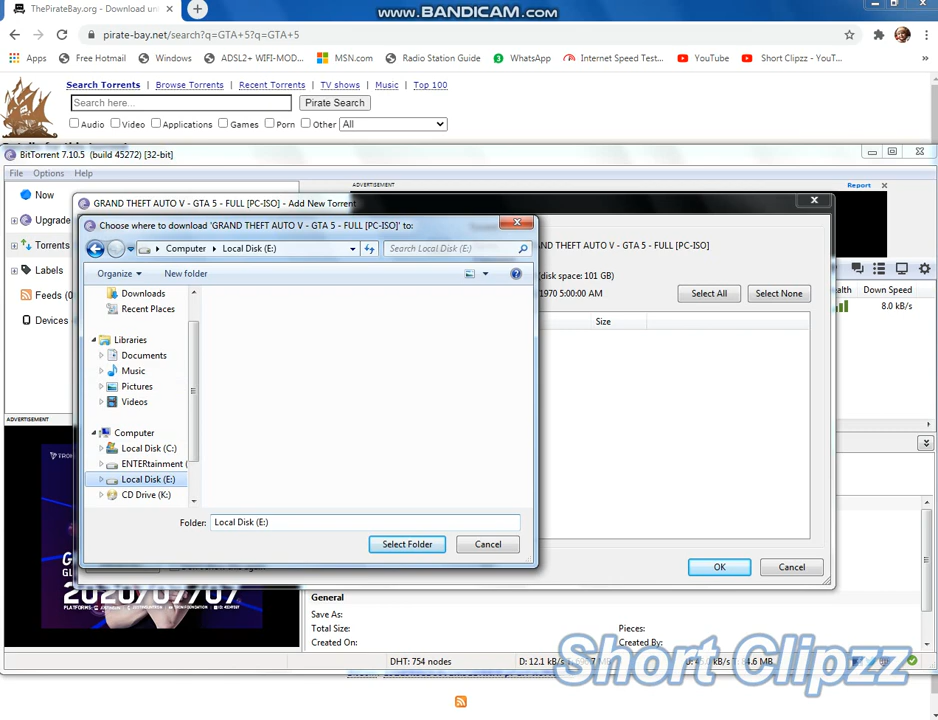 ThePirateBay.org - Download un
www.BANDICAM.com
pirate-bay.net/search?q=GTA+5?q=GTA+5
Apps
Free Hotmail
Windows
ADSL2+ WIFI-MOD...
MSN.com
Radio Station Guide
WhatsApp
Internet Speed Test...
YouTube
Short Clipzz - YouT...
Search Torrents
Browse Torrents
Recent Torrents
TV shows
Music
Top 100
Search here...
Pirate Search
Audio
Video
Applications
Games
Porn
Other
All
BitTorrent 7.10.5 (build 45272) [32-bit]
File
Options
Help
ADVERTISEMENT
Report
Now
Upgrade
Torrents
Labels
Feeds (0
Devices
GRAND THEFT AUTO V - GTA 5 - FULL [PC-ISO] - Add New Torrent
Choose where to download 'GRAND THEFT AUTO V - GTA 5 - FULL [PC-ISO]' to:
Computer
Local Disk (E:)
Search Local Disk (E:)
Organize
New folder
Downloads
Recent Places
Libraries
Documents
Music
Pictures
Videos
Computer
Local Disk (C:)
ENTERtainment (
Local Disk (E:)
CD Drive (K:)
Folder:
Local Disk (E:)
Select Folder
Cancel
ND THEFT AUTO V - GTA 5 - FULL [PC-ISO]
disk space: 101 GB)
1970 5:00:00 AM
Select All
Select None
Size
OK
Cancel
alth
Down Speed
8.0 kB/s
ADVERTISEMENT
2020/07/07
PLATFORMS:
General
Save As:
Total Size:
Pieces:
Created On:
Created By:
DHT: 754 nodes
D: 12.1 kB/s
Short Clipzz